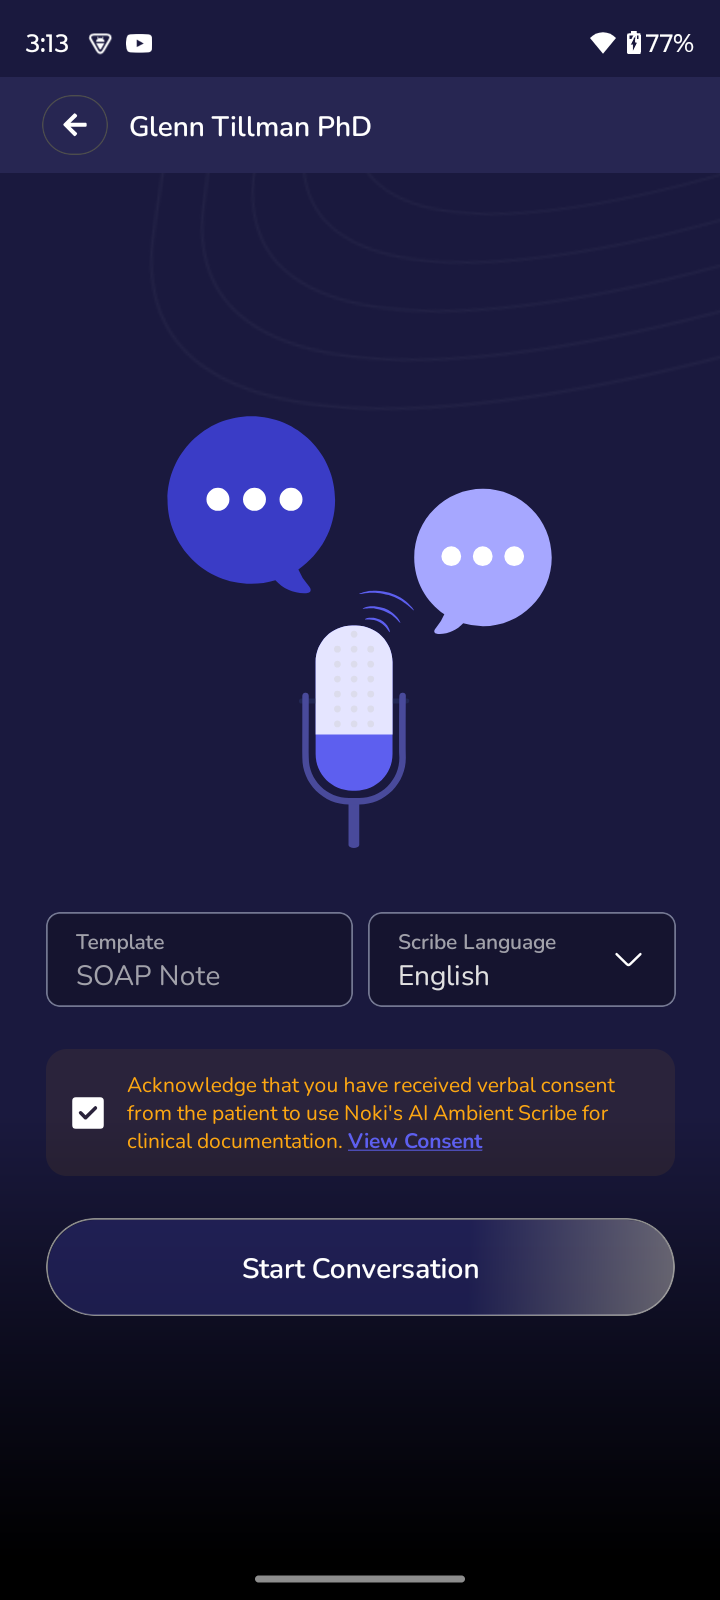 3:13
77%
Glenn Tillman PhD
Template
SOAP Note
Scribe Language
English
Acknowledge that you have received verbal consent
from the patient to use Noki's AI Ambient Scribe for
clinical documentation. View Consent
Start Conversation